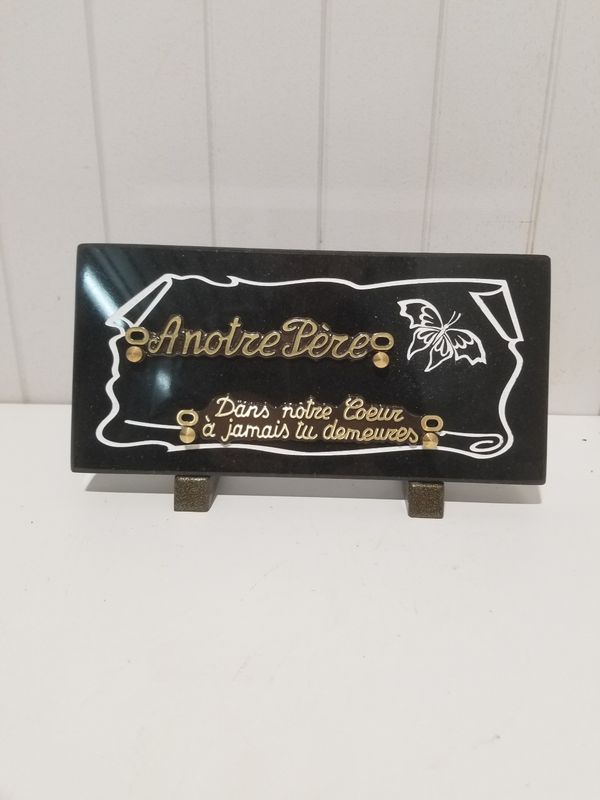 A notre Père
Dans notre Coeur
à jamais tu demeures